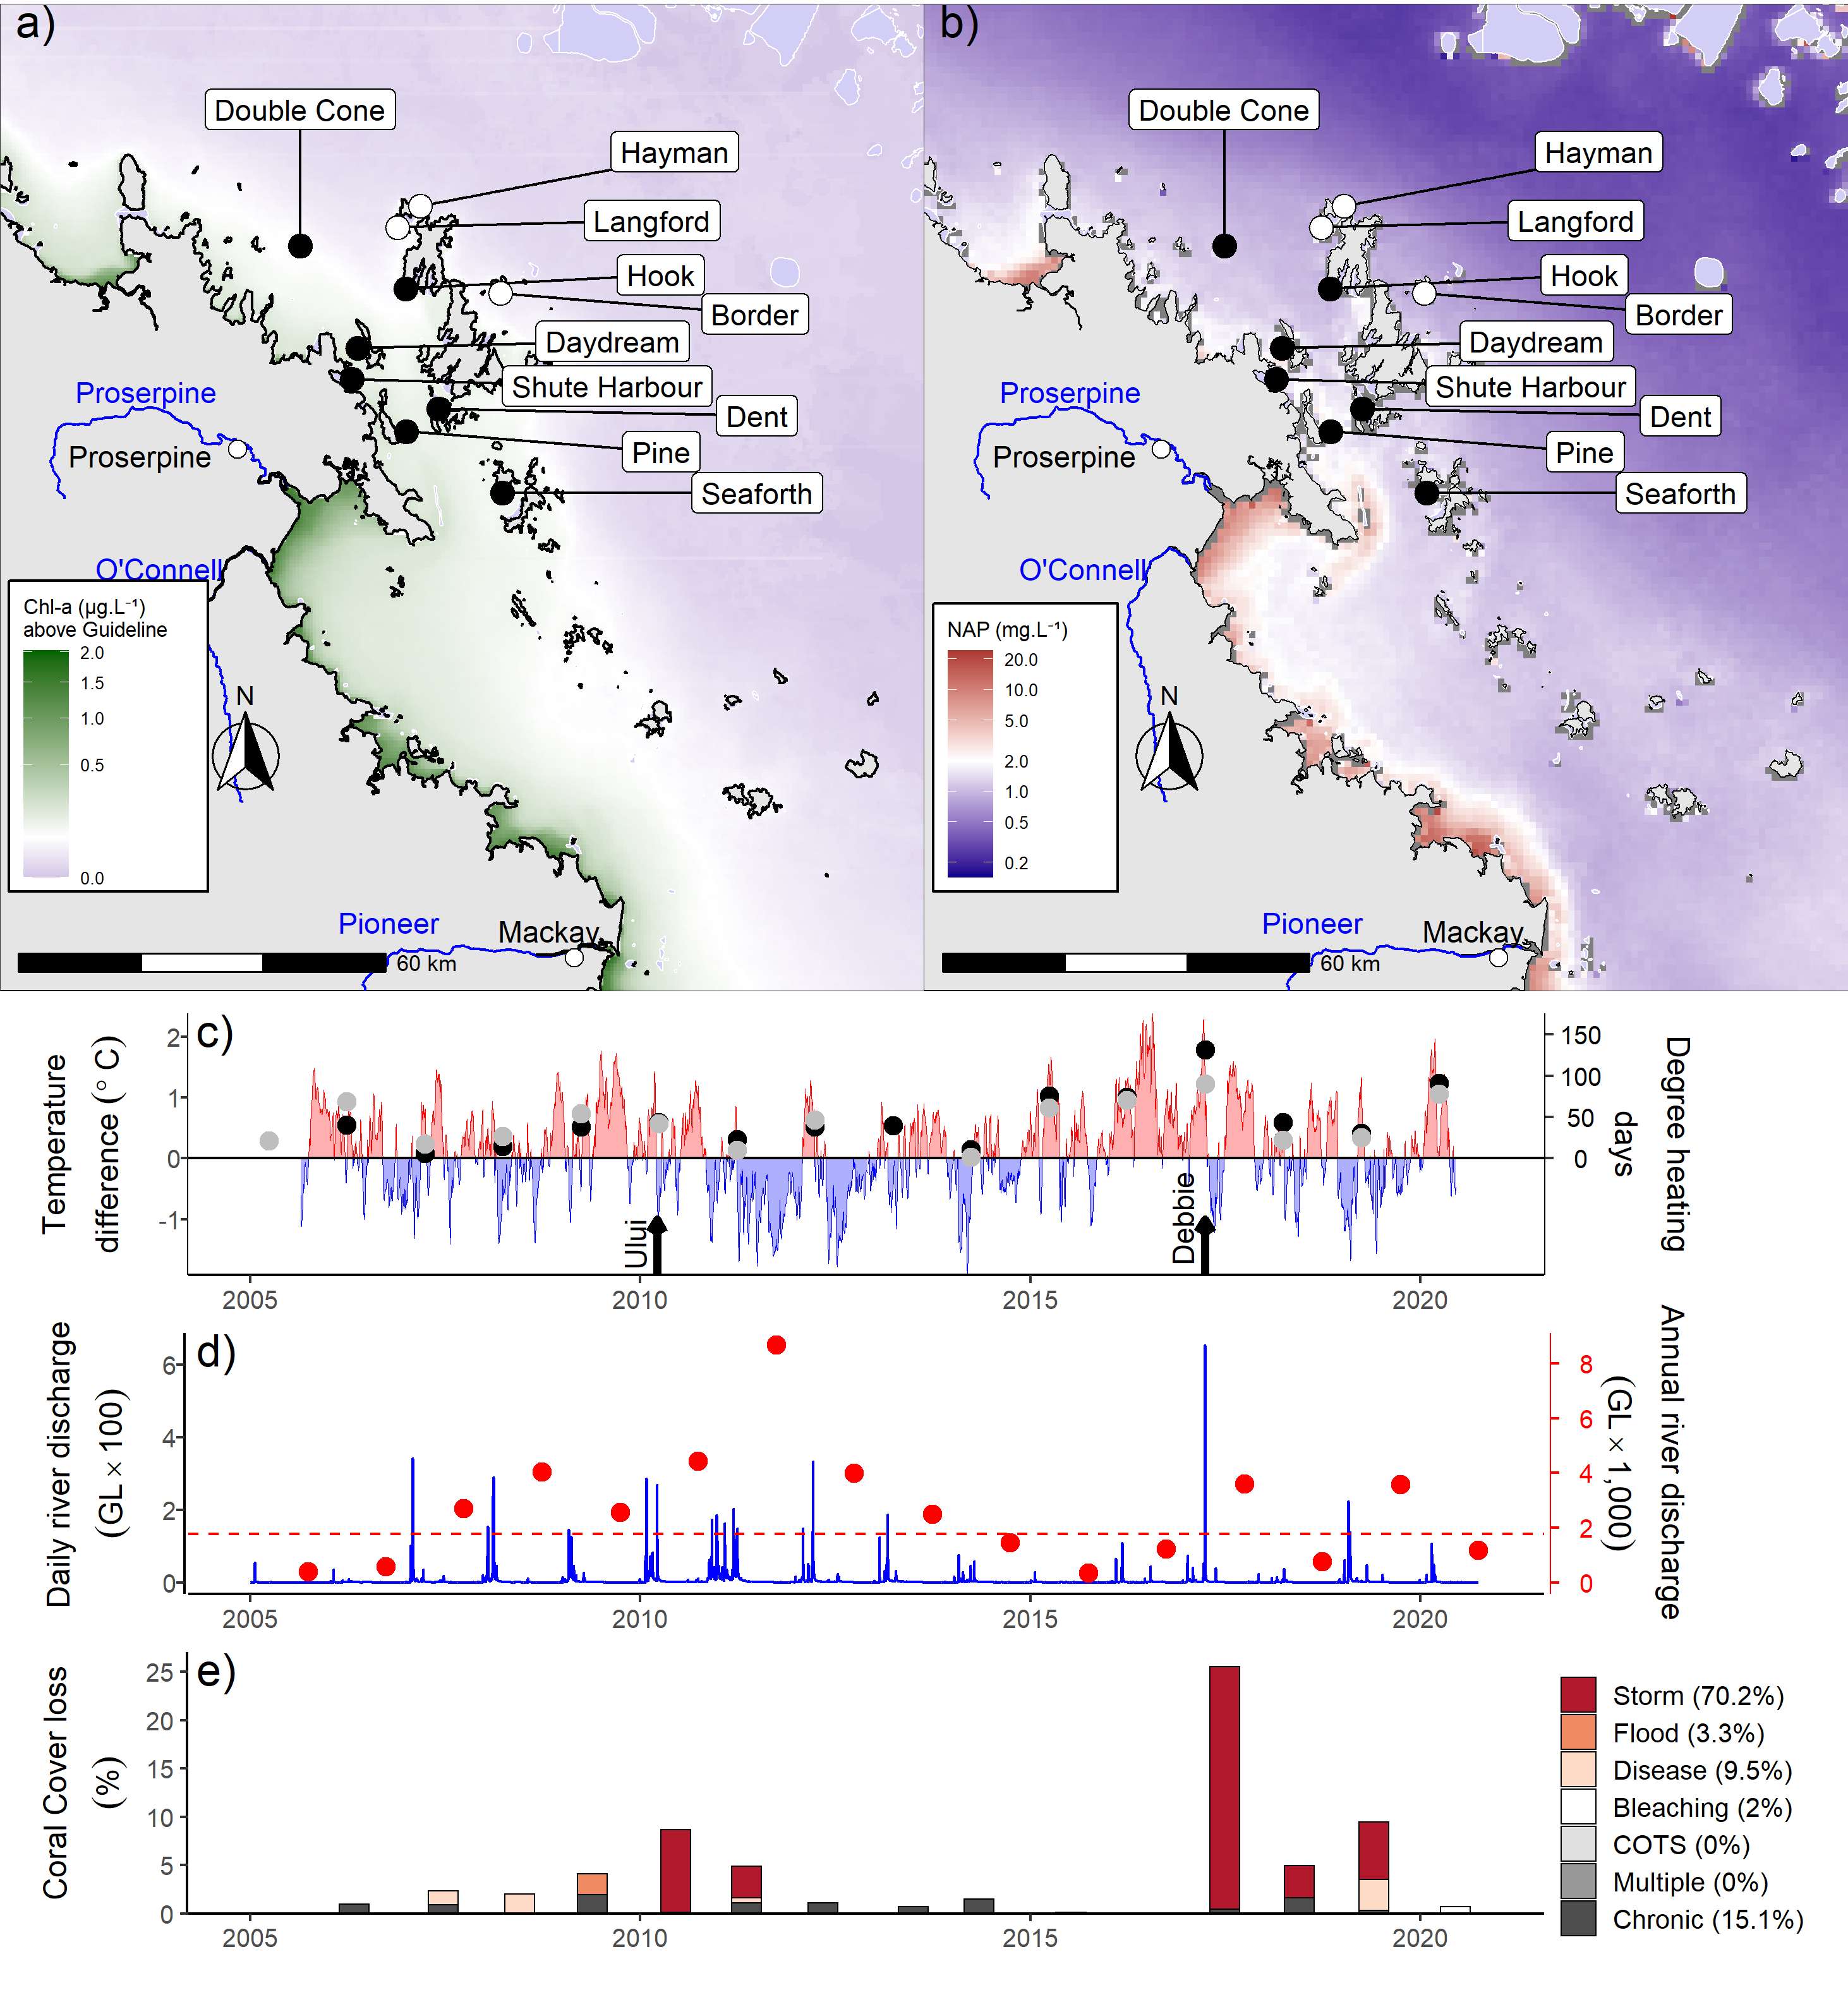 a)
Double Cone
Hayman
Langford
Hook
Border
Daydream
Shute Harbour
Dent
Pine
Seaforth
Proserpine
Proserpine
O'Connell
Chl-a (µg.L⁻¹)
above Guideline
2.0
1.5
1.0
0.5
0.0
N
Pioneer
Mackay
60 km
b)
Double Cone
Hayman
Langford
Hook
Border
Daydream
Shute Harbour
Dent
Pine
Seaforth
Proserpine
Proserpine
O'Connell
NAP (mg.L⁻¹)
20.0
10.0
5.0
2.0
1.0
0.5
0.2
N
Pioneer
Mackay
60 km
c)
Temperature
difference (° C)
2
1
0
-1
Ului
Debbie
150
100
50
0
Degree heating
days
2005
2010
2015
2020
d)
Daily river discharge
(GL × 100)
6
4
2
0
8
6
4
2
0
Annual river discharge
(GL × 1,000)
2005
2010
2015
2020
e)
Coral Cover loss
(%)
25
20
15
10
5
0
2005
2010
2015
2020
Storm (70.2%)
Flood (3.3%)
Disease (9.5%)
Bleaching (2%)
COTS (0%)
Multiple (0%)
Chronic (15.1%)